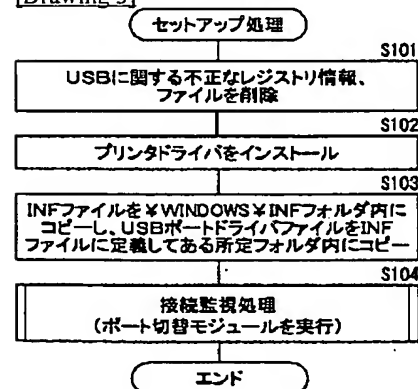 [Drawing 3]
セットアップ処理
S101
USBに関する不正なレジストリ情報、
ファイルを削除
S102
プリンタドライバをインストール
S103
INFファイルを¥WINDOWS¥INFフォルダ内に
コピーし、USBポートドライバファイルをINF
ファイルに定義してある所定フォルダ内にコピー
S104
接続監視処理
(ポート切替モジュールを実行)
エンド